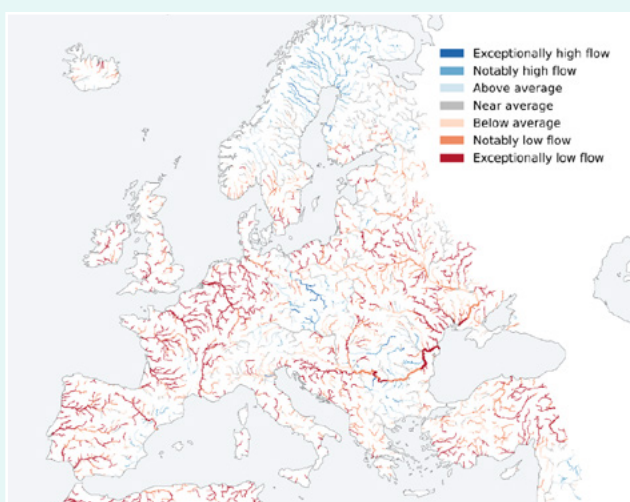 Exceptionally high flow
Notably high flow
Above average
Near average
Below average
Notably low flow
Exceptionally low flow